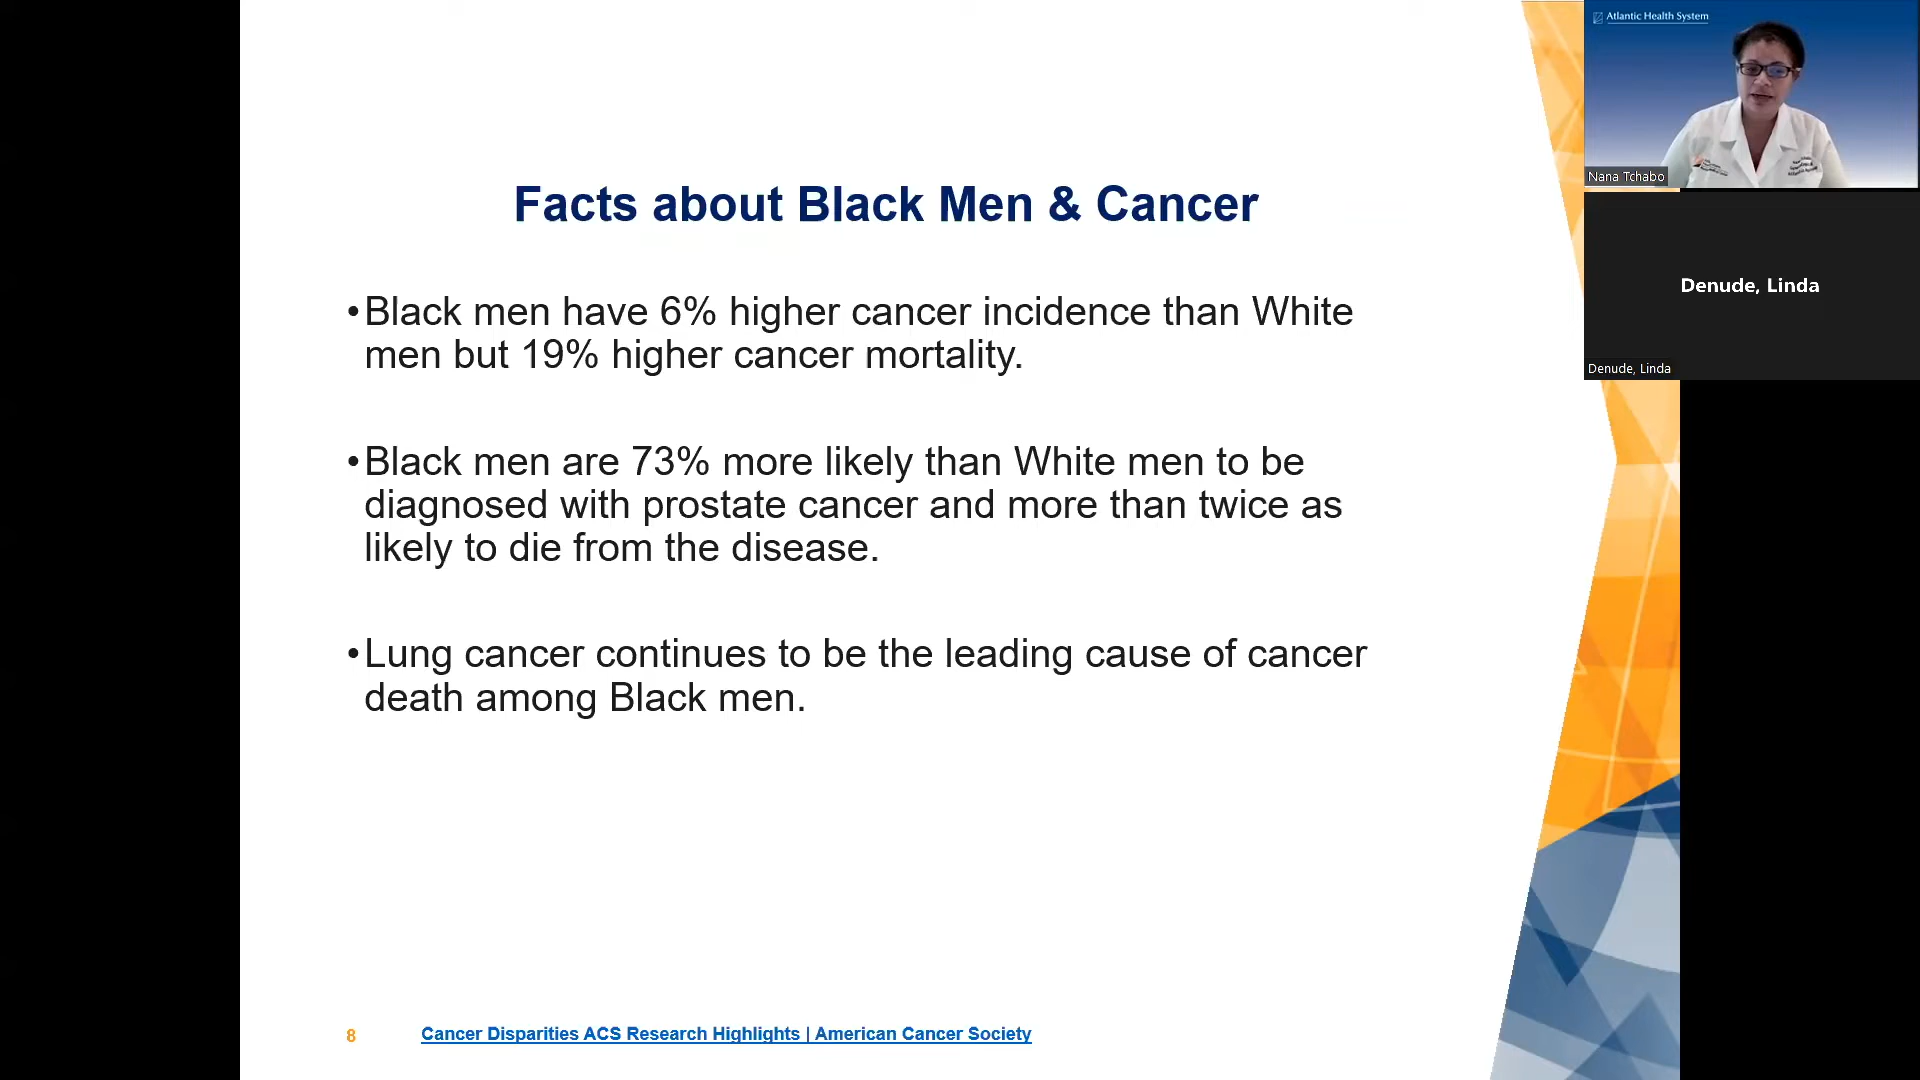 Facts about Black Men & Cancer
•Black men have 6% higher cancer incidence than White
men but 19% higher cancer mortality.
•Black men are 73% more likely than White men to be
diagnosed with prostate cancer and more than twice as
likely to die from the disease.
•Lung cancer continues to be the leading cause of cancer
death among Black men.
8
Cancer Disparities ACS Research Highlights | American Cancer Society
Atlantic Health System
Nana Tchabo
Denude, Linda
Denude, Linda